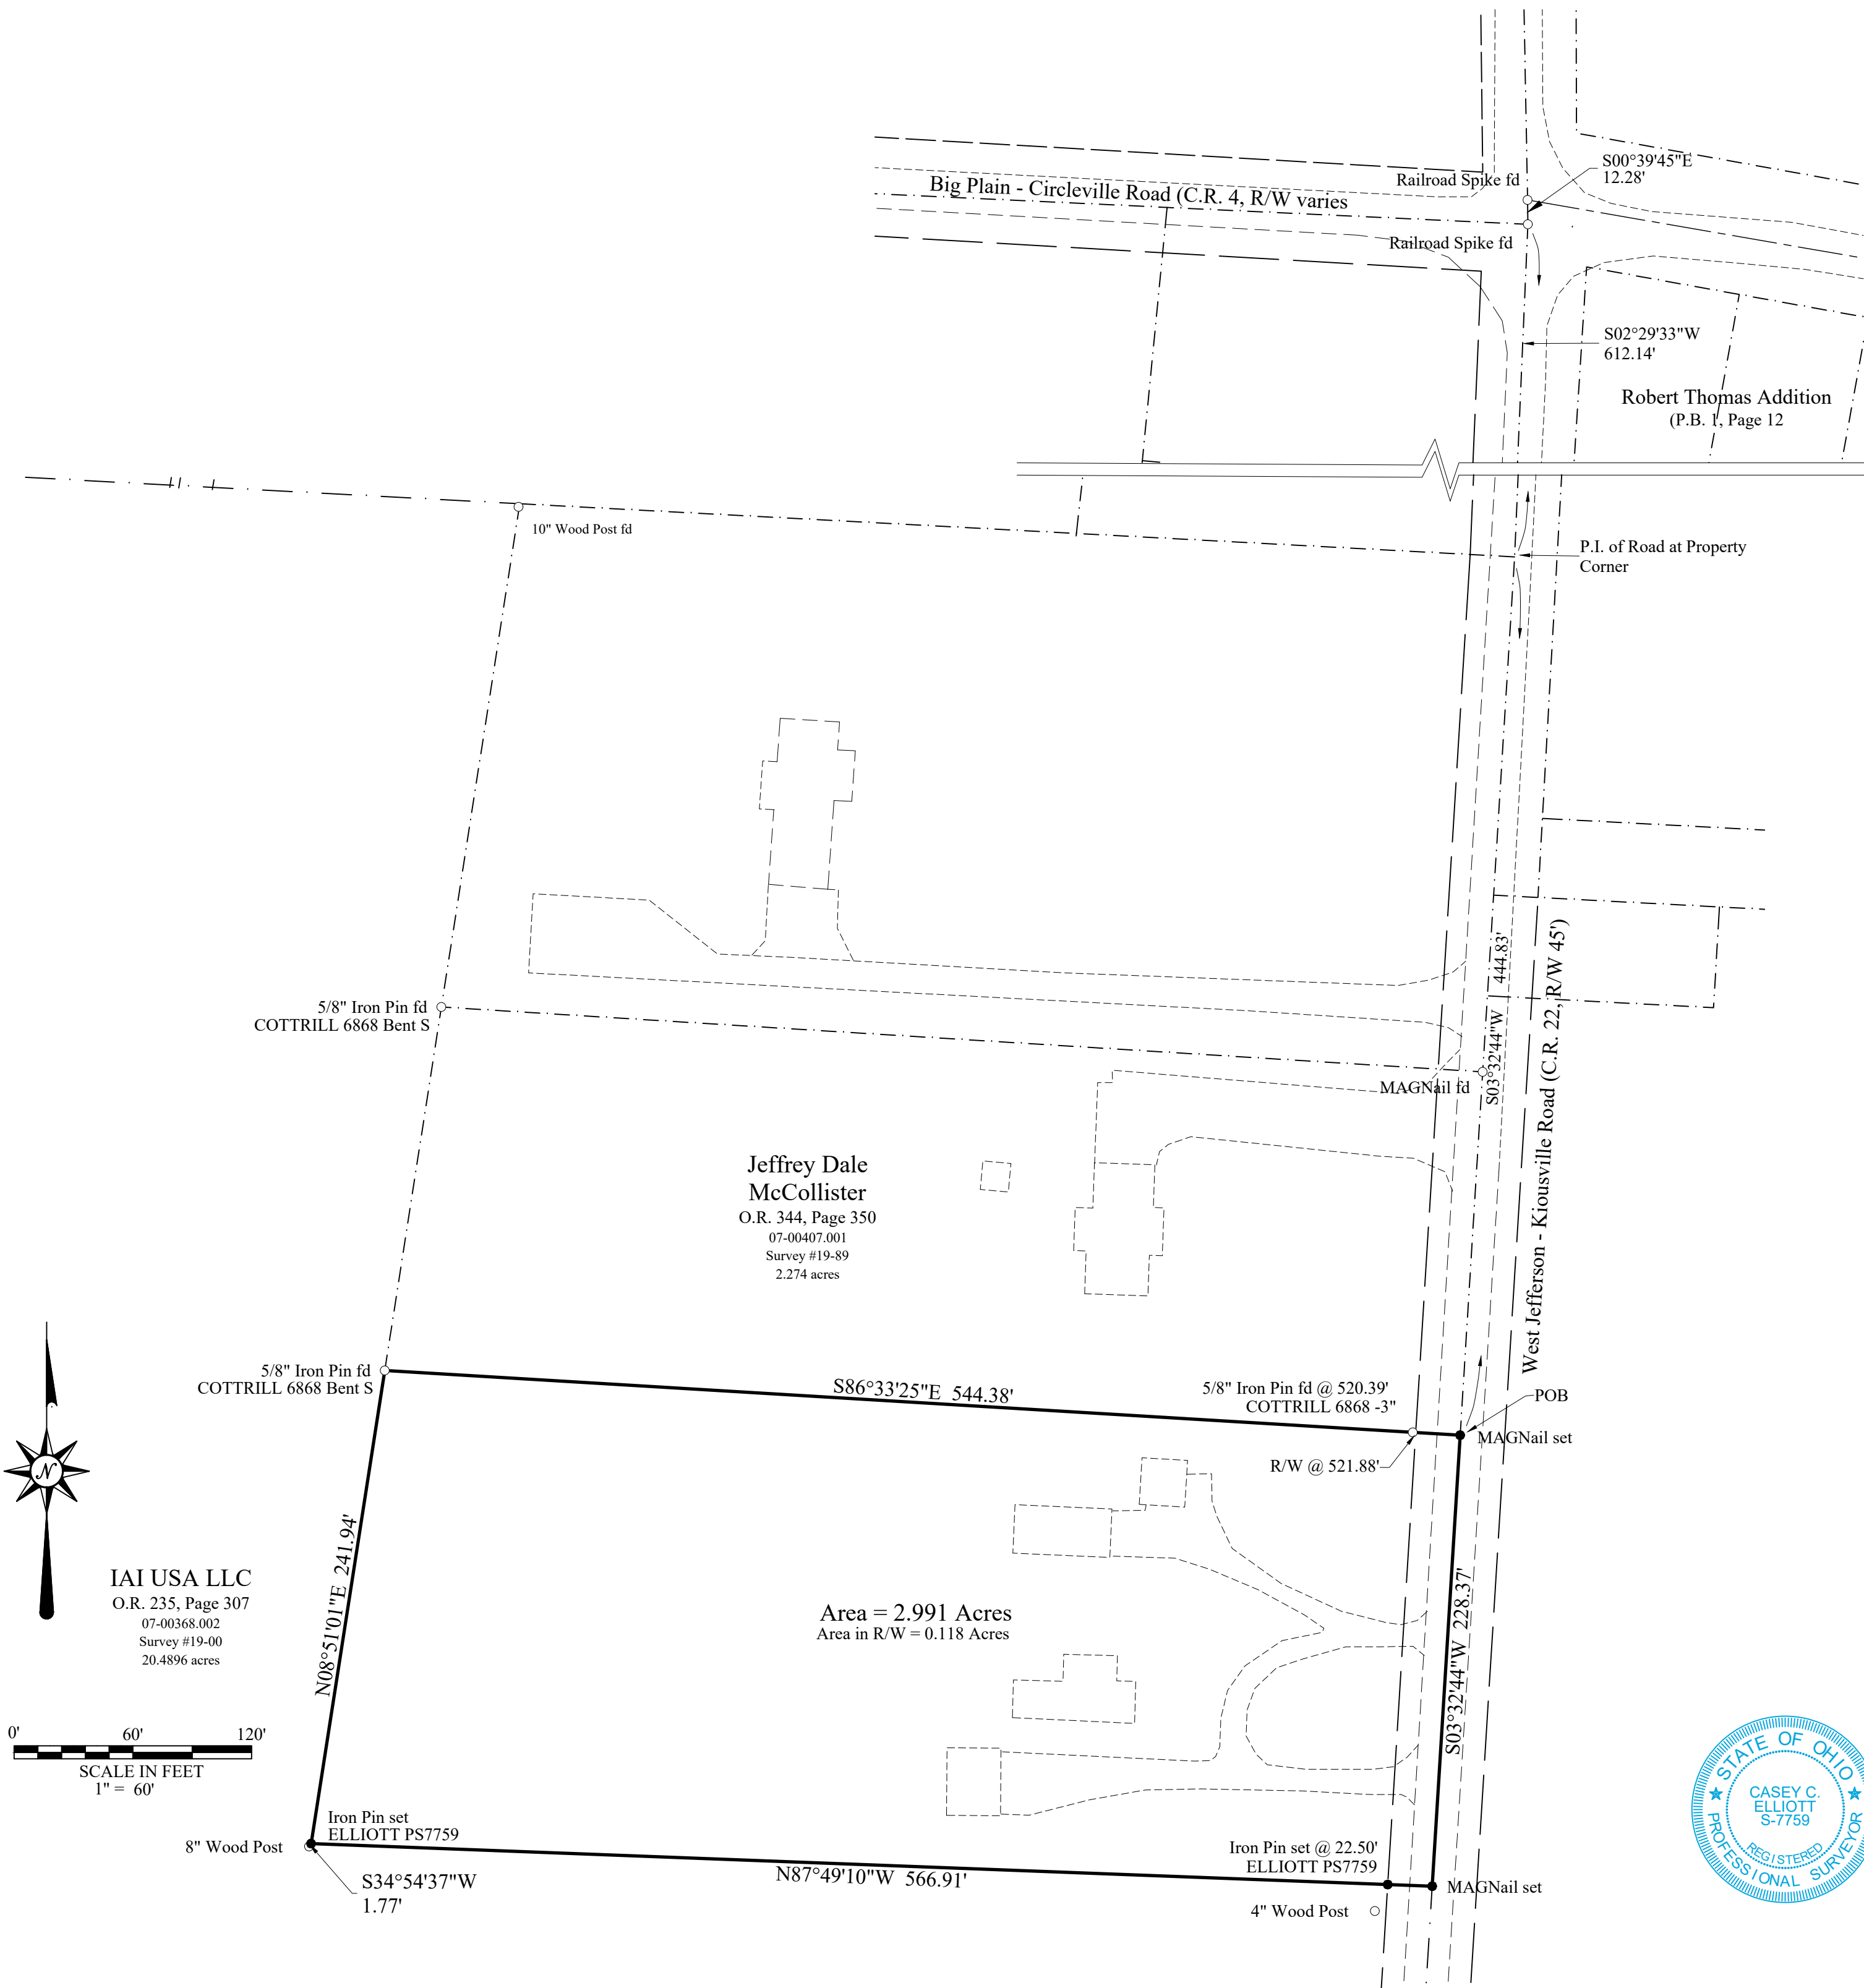 S00°39'45"E
12.28'
Railroad Spike fd
Big Plain - Circleville Road (C.R. 4, R/W varies
Railroad Spike fd
S02°29'33"W
612.14'
Robert Thomas Addition
(P.B. 1, Page 12
10" Wood Post fd
P.I. of Road at Property
Corner
5/8" Iron Pin fd
COTTRILL 6868 Bent S
S03°32'44"W 444.83'
West Jefferson - Kiousville Road (C.R. 22, R/W 45')
MAGNail fd
Jeffrey Dale
McCollister
O.R. 344, Page 350
07-00407.001
Survey #19-89
2.274 acres
5/8" Iron Pin fd
COTTRILL 6868 Bent S
S86°33'25"E 544.38'
5/8" Iron Pin fd @ 520.39'
COTTRILL 6868 -3"
POB
MAGNail set
R/W @ 521.88'
N
N08°51'01"E 241.94'
IAI USA LLC
O.R. 235, Page 307
07-00368.002
Survey #19-00
20.4896 acres
Area = 2.991 Acres
Area in R/W = 0.118 Acres
S03°32'44"W 228.37'
0' 60' 120'
SCALE IN FEET
1" = 60'
Iron Pin set
ELLIOTT PS7759
8" Wood Post
S34°54'37"W
1.77'
N87°49'10"W 566.91'
Iron Pin set @ 22.50'
ELLIOTT PS7759
MAGNail set
4" Wood Post
STATE OF OHIO
CASEY C.
ELLIOTT
S-7759
REGISTERED
PROFESSIONAL SURVEYOR